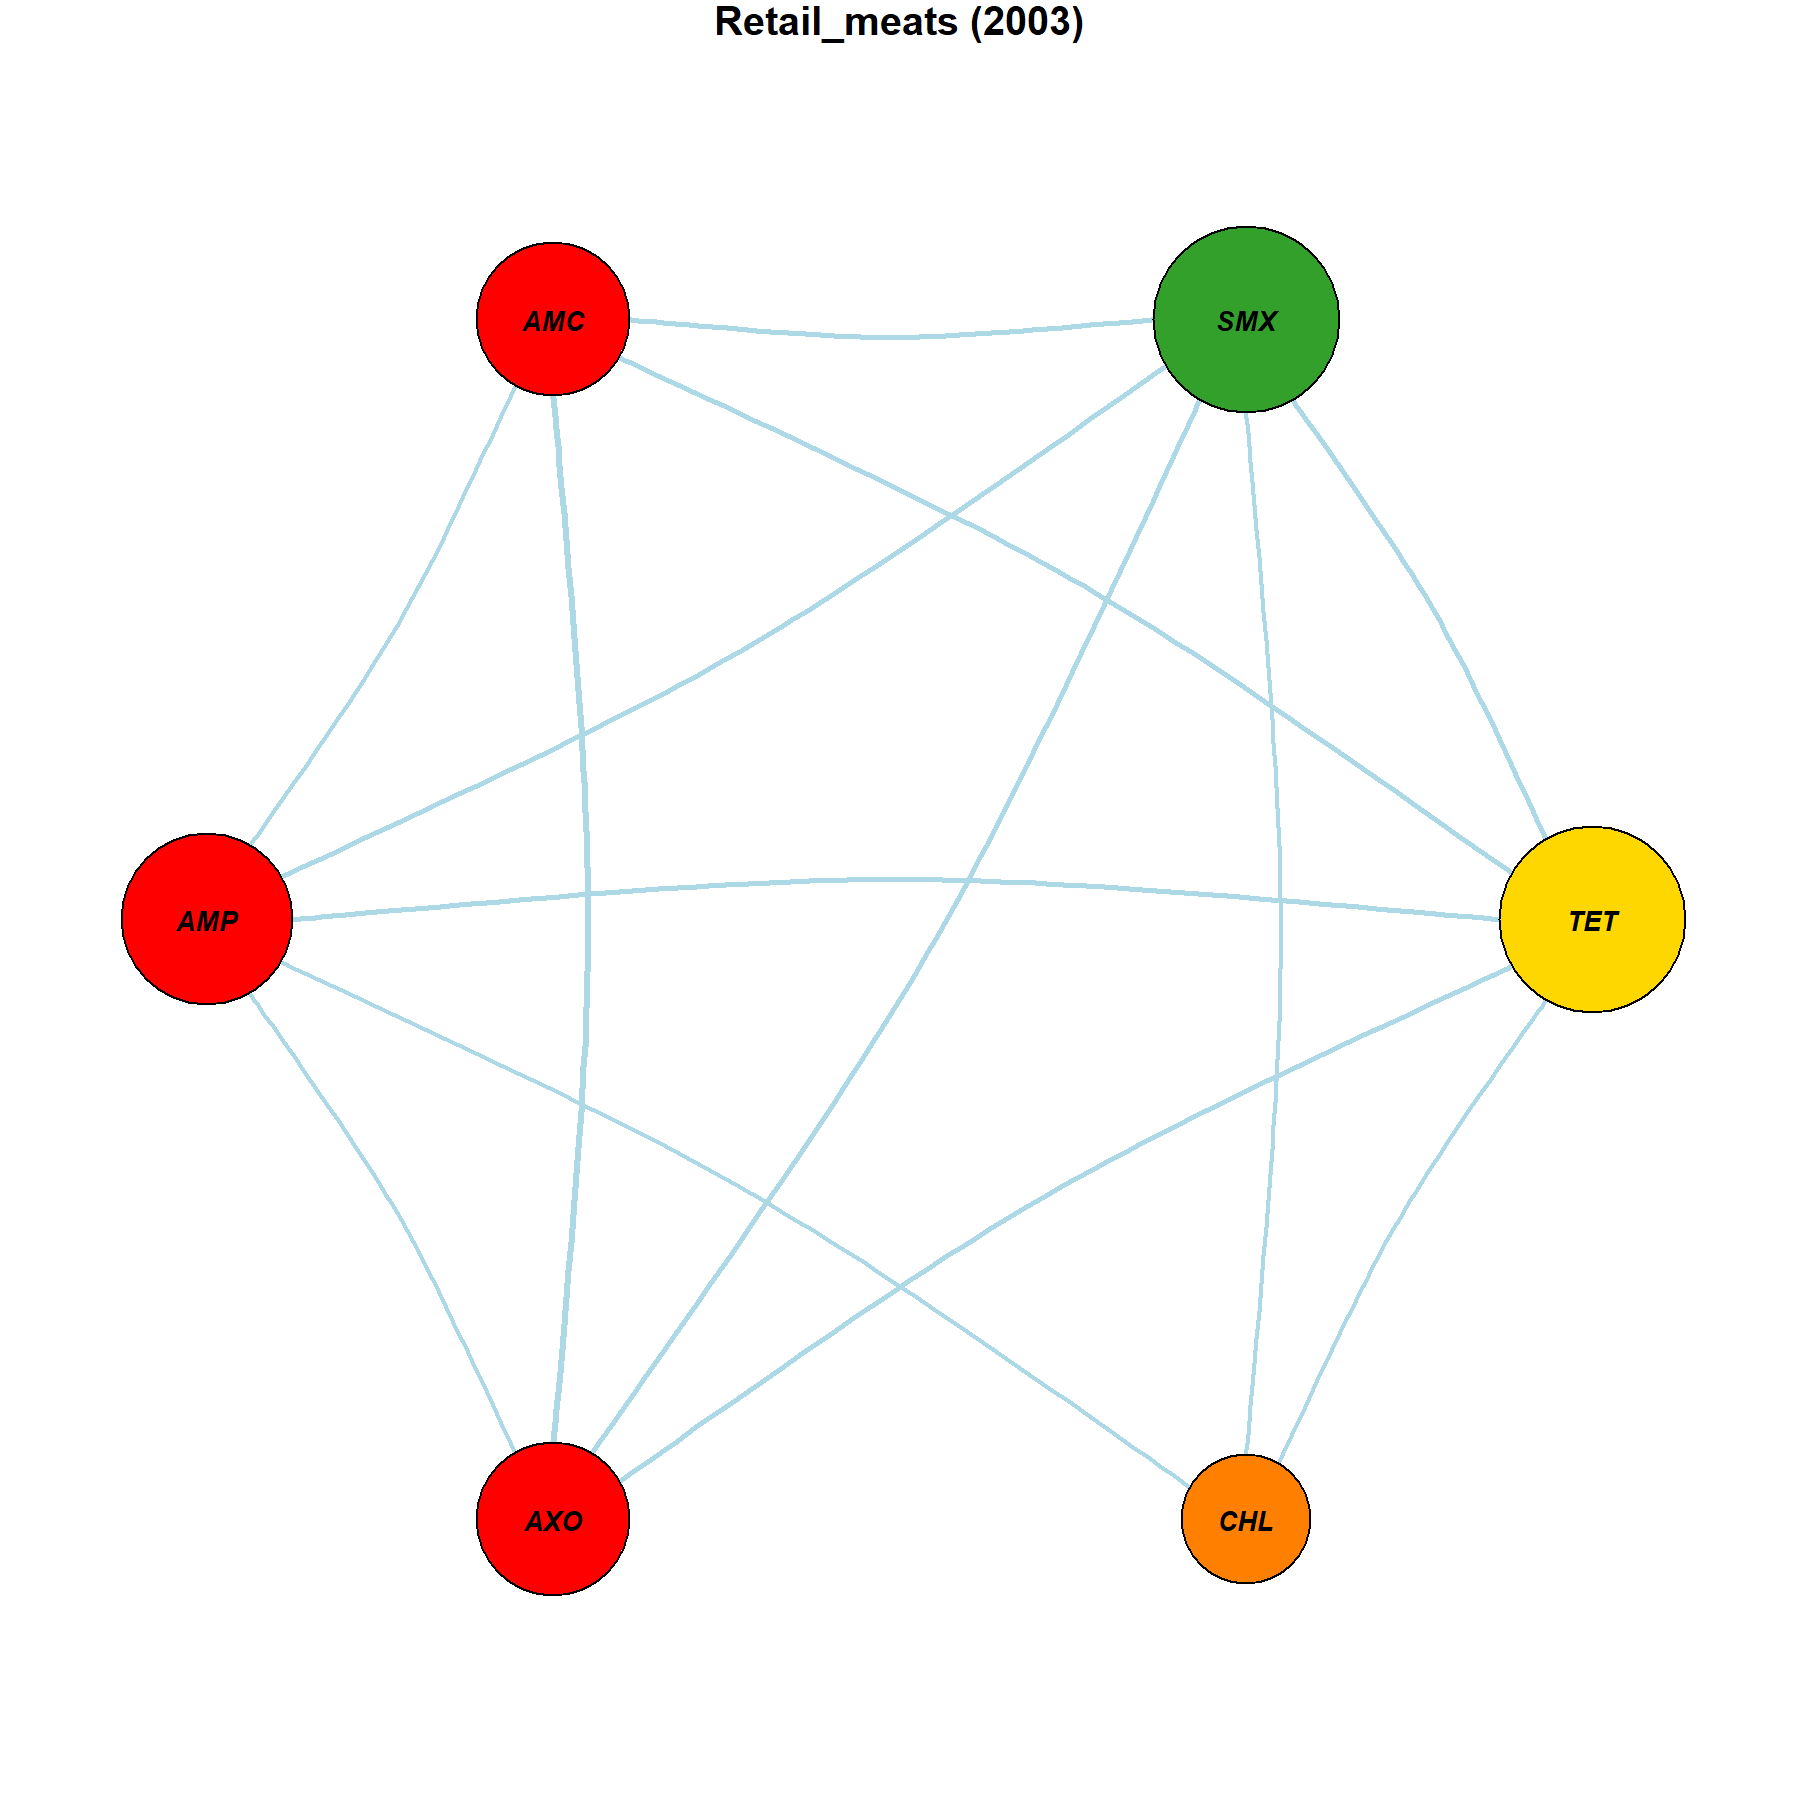 Retail_meats (2003)
AMC
SMX
AMP
TET
AXO
CHL